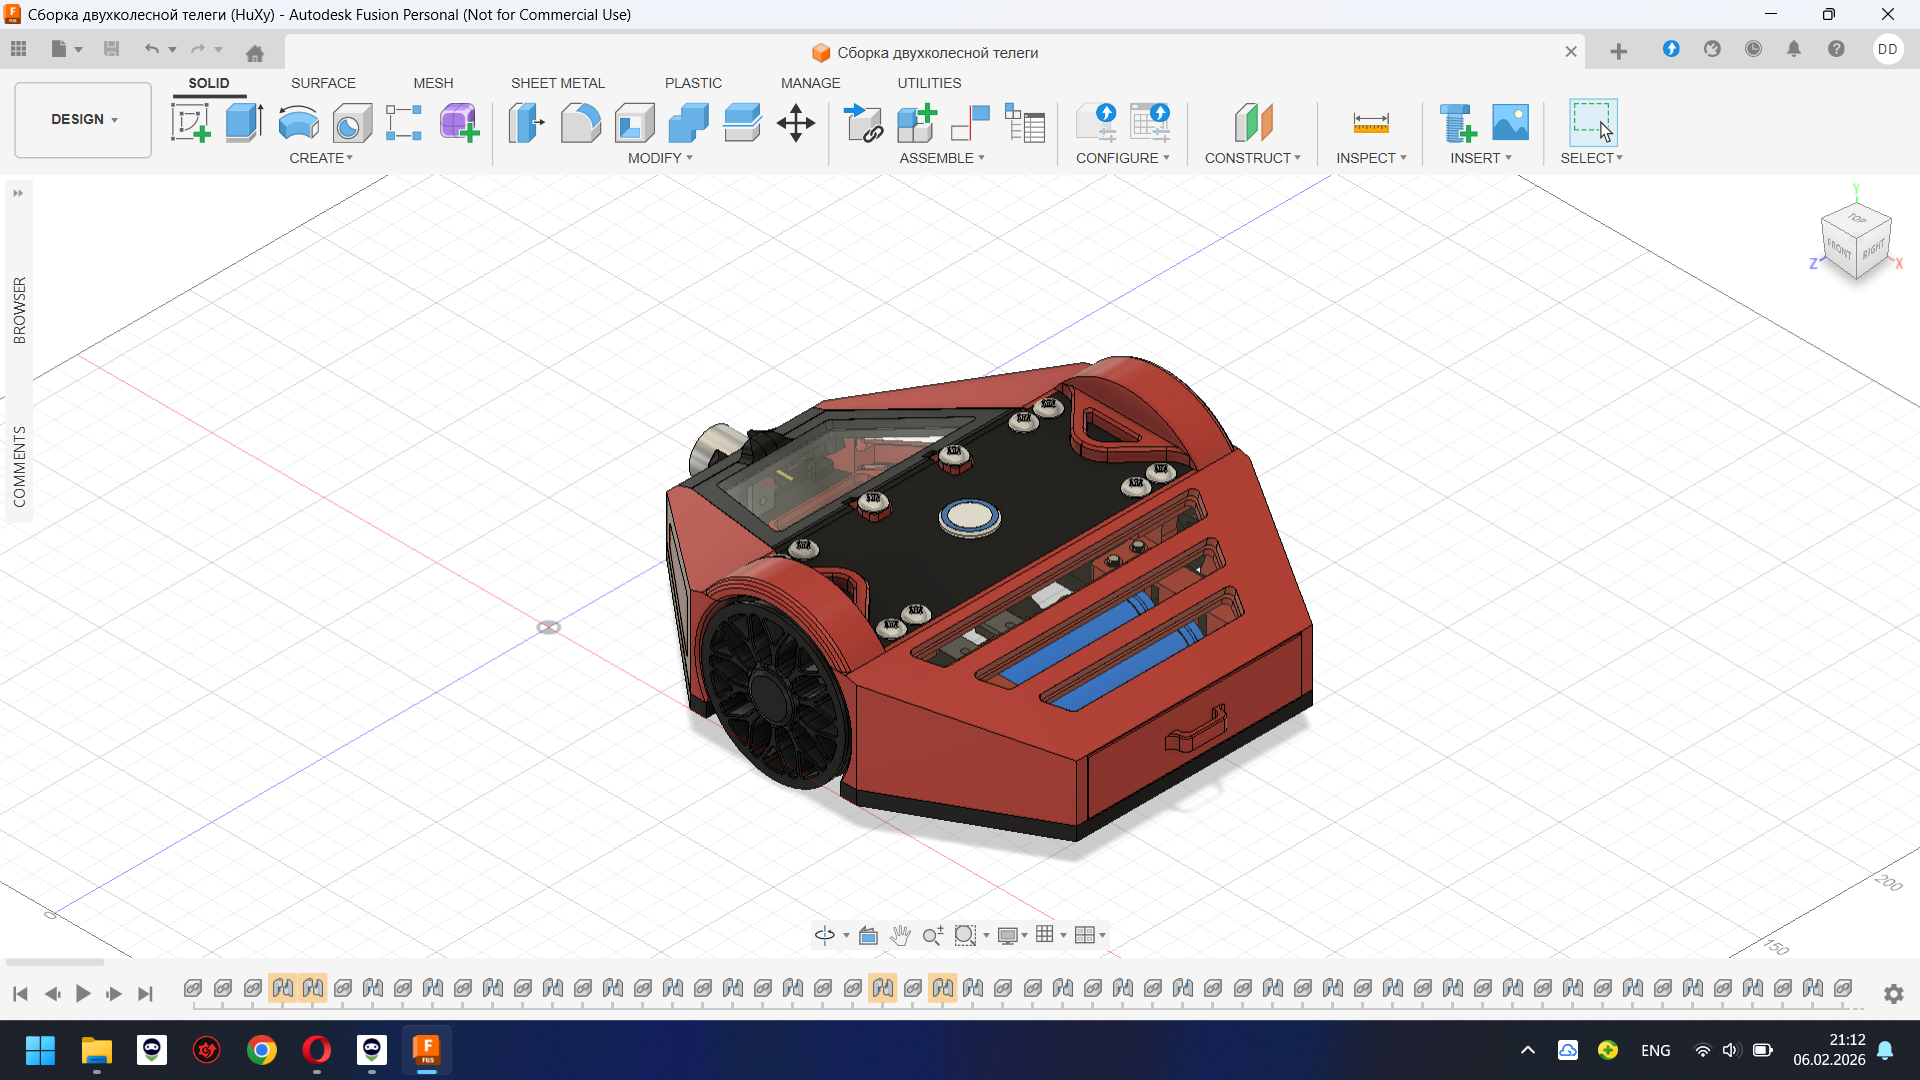 Сборка двухколесной телеги (HuXy) - Autodesk Fusion Personal (Not for Commercial Use)
Сборка двухколесной телеги
DD
SOLID
SURFACE
MESH
SHEET METAL
PLASTIC
MANAGE
UTILITIES
DESIGN
CREATE
MODIFY
ASSEMBLE
CONFIGURE
CONSTRUCT
INSPECT
INSERT
SELECT
BROWSER
COMMENTS
Y
TOP
FRONT
RIGHT
Z
X
200
150
0
F
FUS
ENG
21:12
06.02.2026